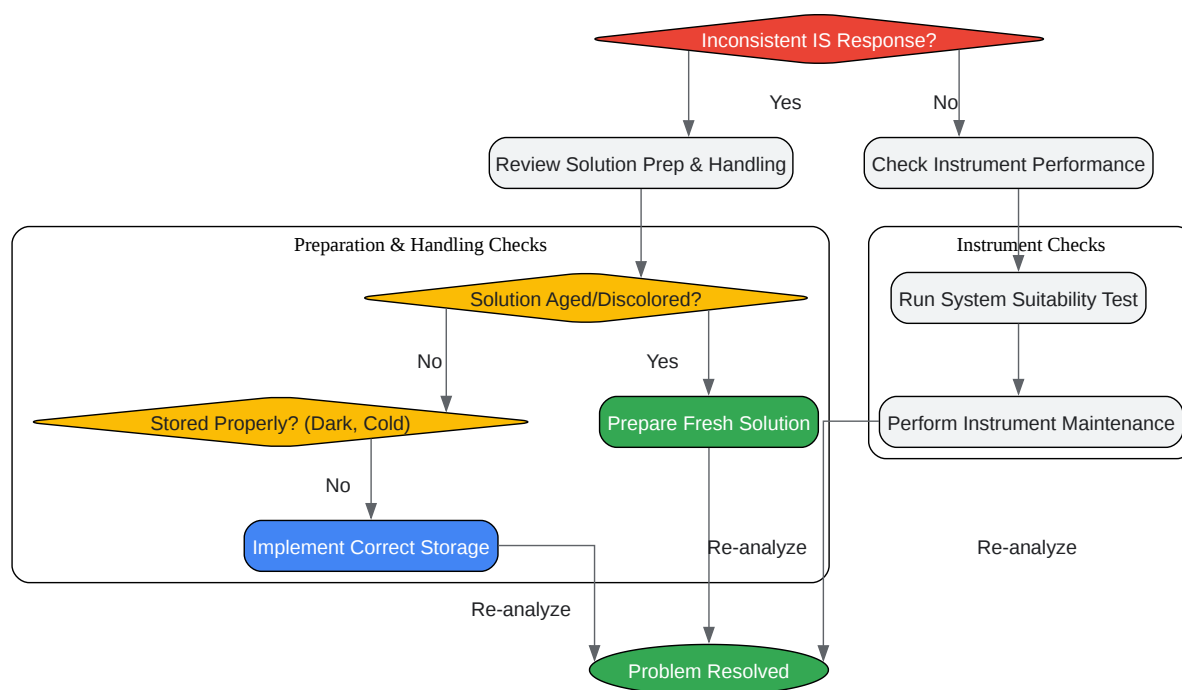 Inconsistent IS Response?
Yes
No
Review Solution Prep & Handling
Check Instrument Performance
Preparation & Handling Checks
Instrument Checks
Solution Aged/Discolored?
Run System Suitability Test
No
Yes
Stored Properly? (Dark, Cold)
Prepare Fresh Solution
Perform Instrument Maintenance
No
Implement Correct Storage
Re-analyze
Re-analyze
Re-analyze
Problem Resolved